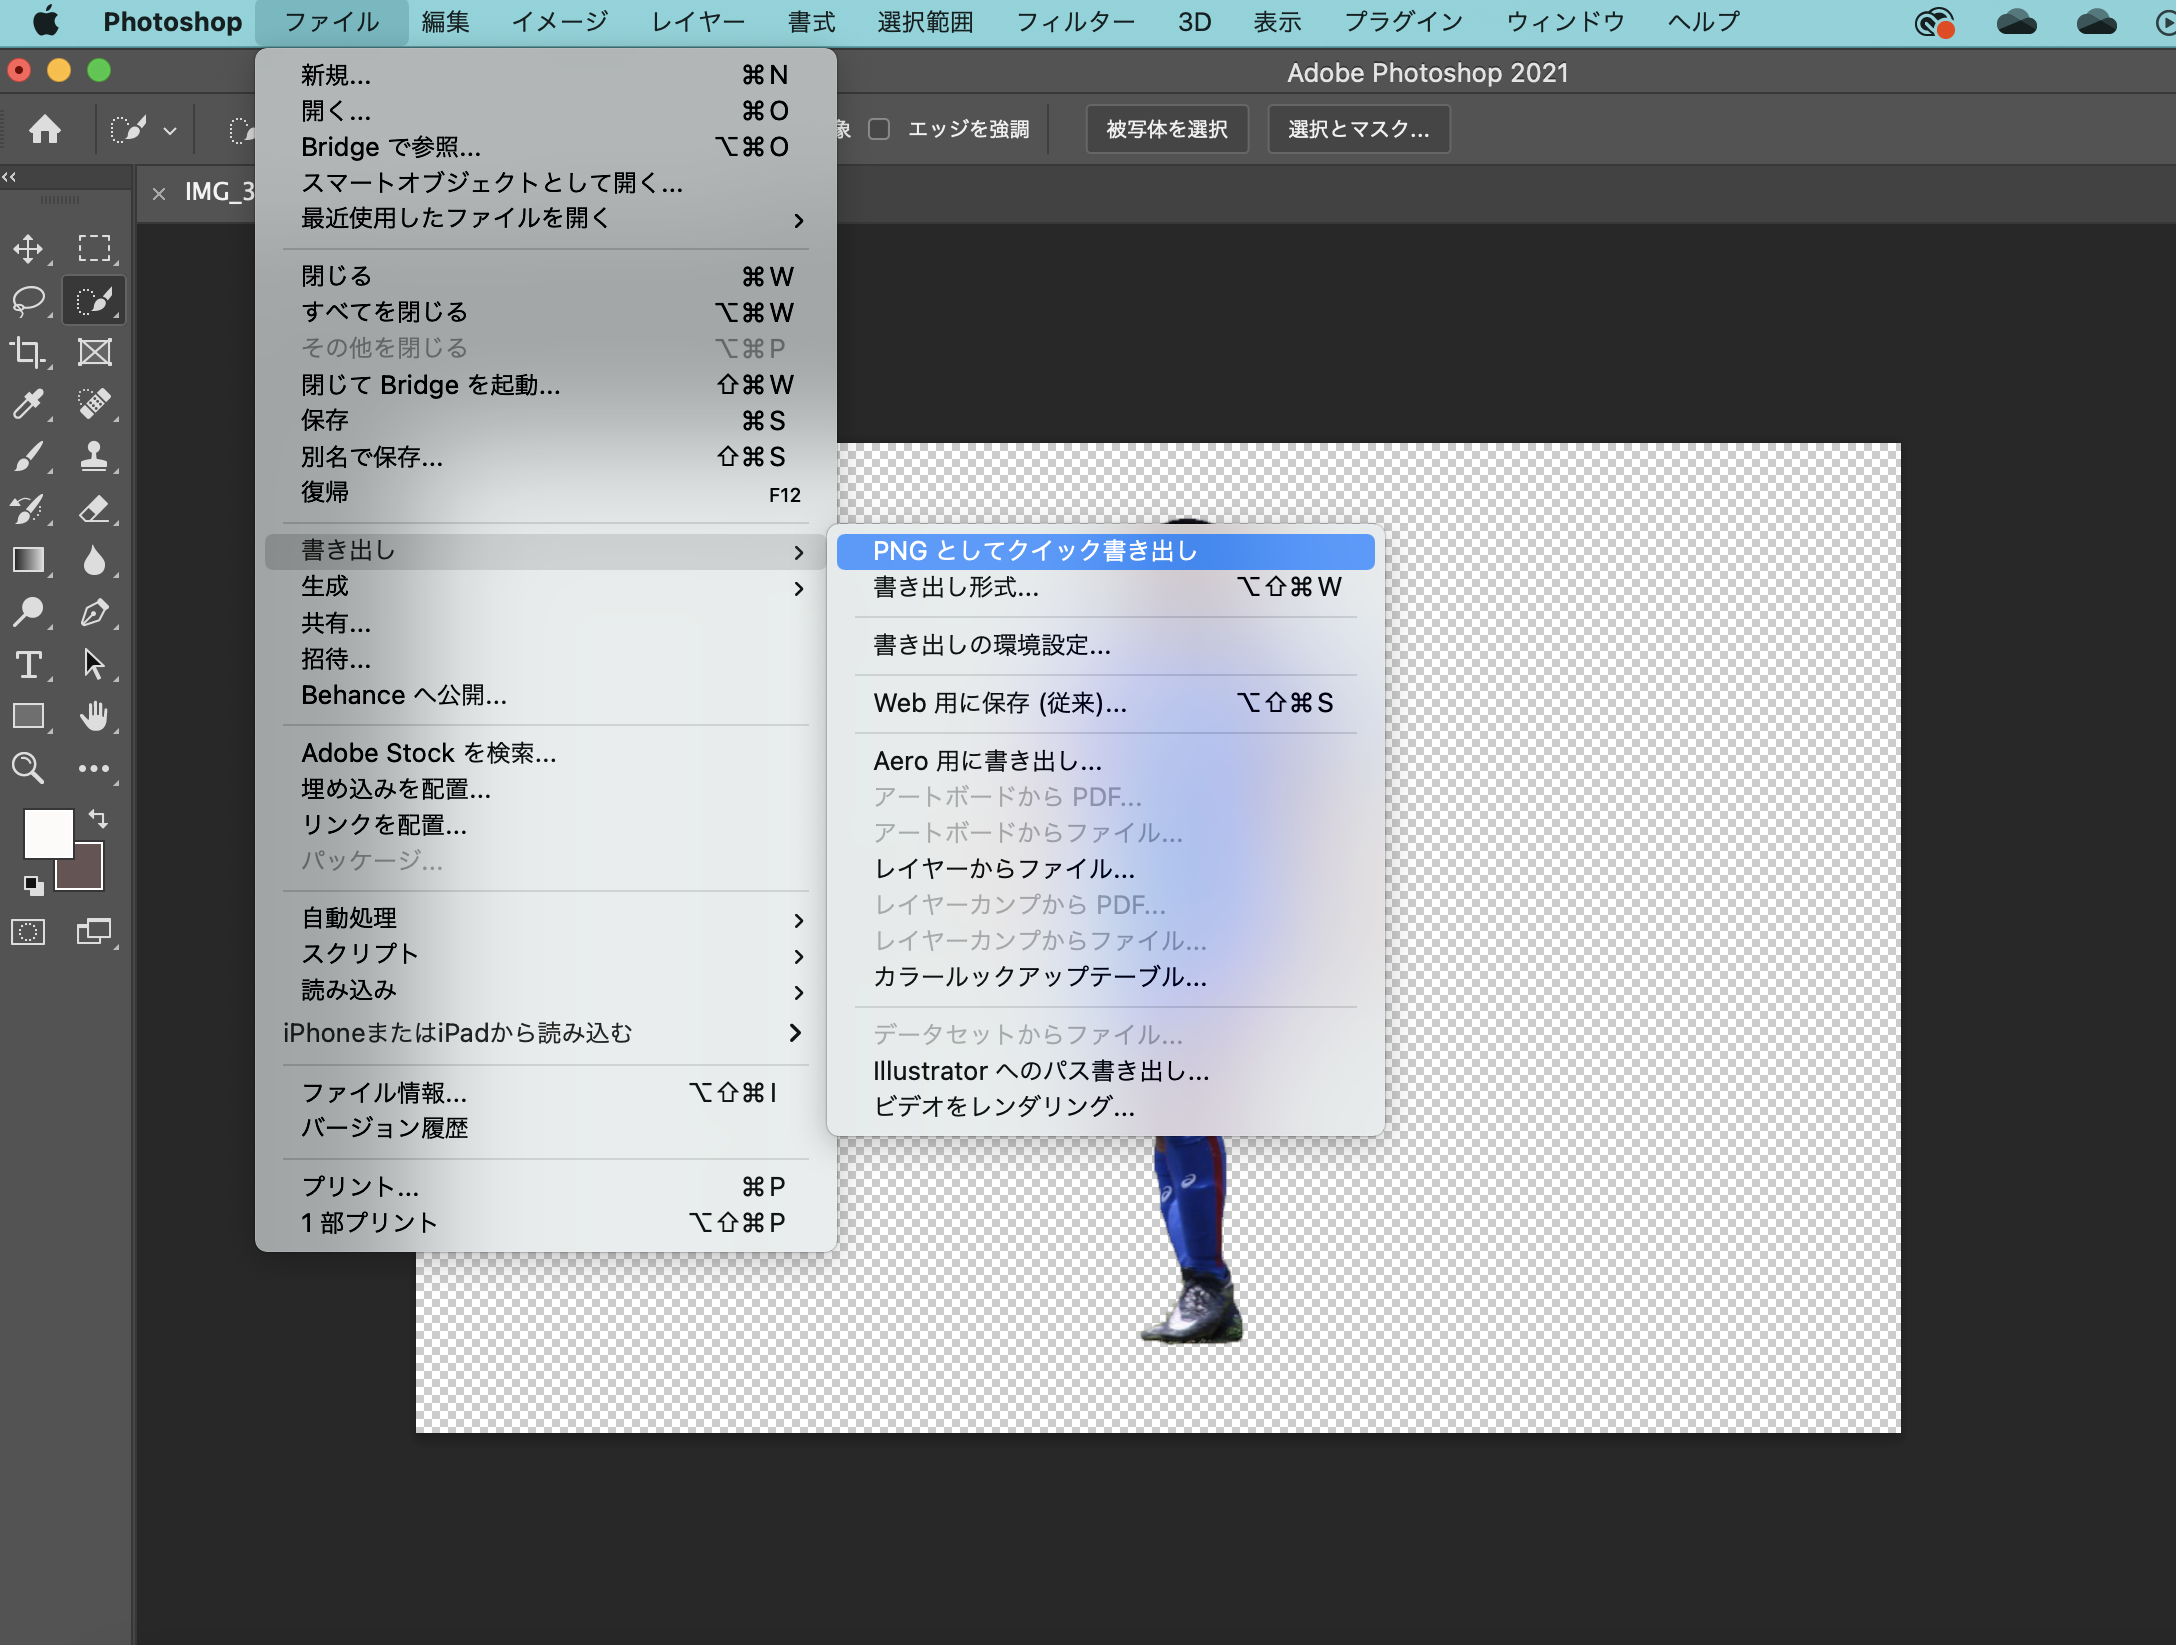 Photoshop ファイル 編集 イメージ レイヤー 書式 選択範囲 フィルター 3D 表示 プラグイン ウィンドウ ヘルプ
Adobe Photoshop 2021
エッジを強調 被写体を選択 選択とマスク...
IMG_3
新規... ⌘N
開く... ⌘O
Bridge で参照... ⌥⌘O
スマートオブジェクトとして開く...
最近使用したファイルを開く
閉じる ⌘W
すべてを閉じる ⌥⌘W
その他を閉じる ⌥⌘P
閉じて Bridge を起動... ⇧⌘W
保存 ⌘S
別名で保存... ⇧⌘S
復帰 F12
書き出し
生成
共有...
招待...
Behance へ公開...
Adobe Stock を検索...
埋め込みを配置...
リンクを配置...
パッケージ...
自動処理
スクリプト
読み込み
iPhoneまたはiPadから読み込む
ファイル情報... ⌥⇧⌘I
バージョン履歴
プリント... ⌘P
1 部プリント ⌥⇧⌘P
PNG としてクイック書き出し
書き出し形式... ⌥⇧⌘W
書き出しの環境設定...
Web 用に保存 (従来)... ⌥⇧⌘S
Aero 用に書き出し...
アートボードから PDF...
アートボードからファイル...
レイヤーからファイル...
レイヤーカンプから PDF...
レイヤーカンプからファイル...
カラールックアップテーブル...
データセットからファイル...
Illustrator へのパス書き出し...
ビデオをレンダリング...